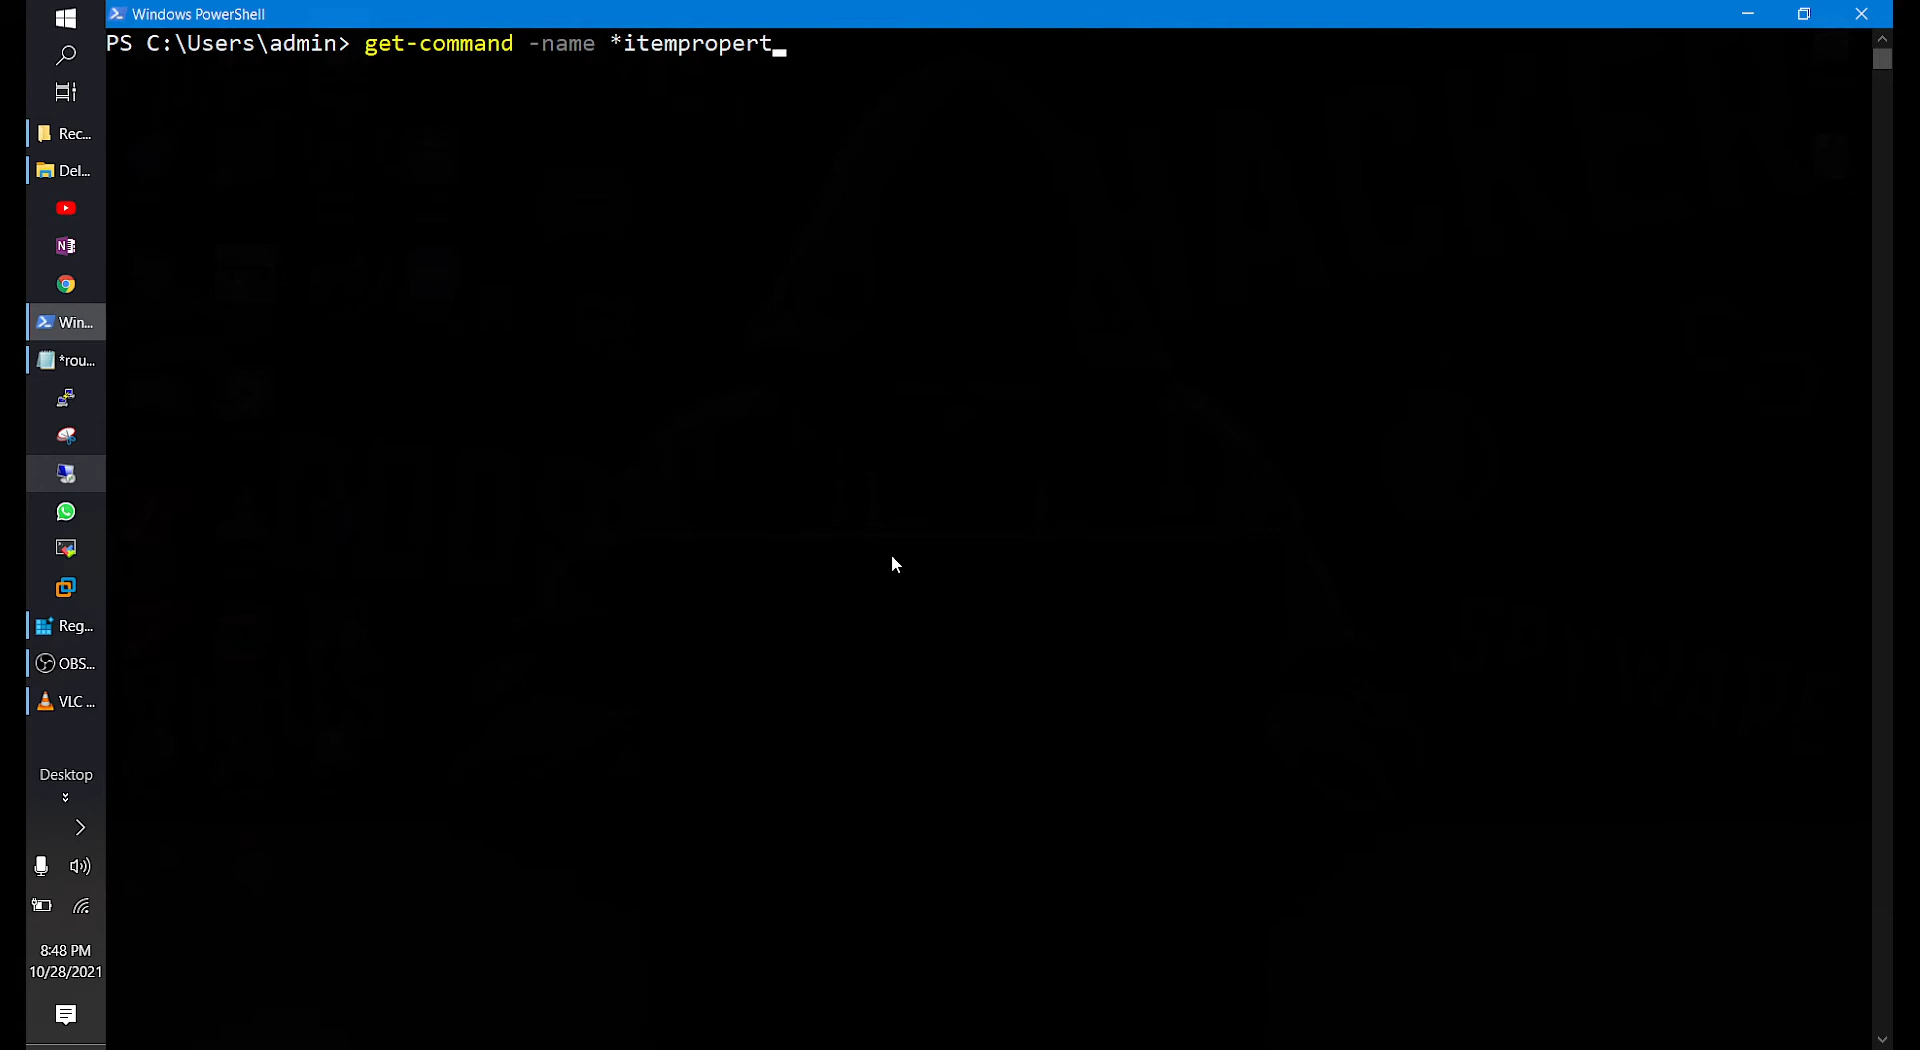 Windows PowerShell
PS C:\Users\admin> get-command -name *itempropert_
Rec...
Del...
Win...
*rou...
Reg...
OBS...
VLC ...
Desktop
8:48 PM
10/28/2021